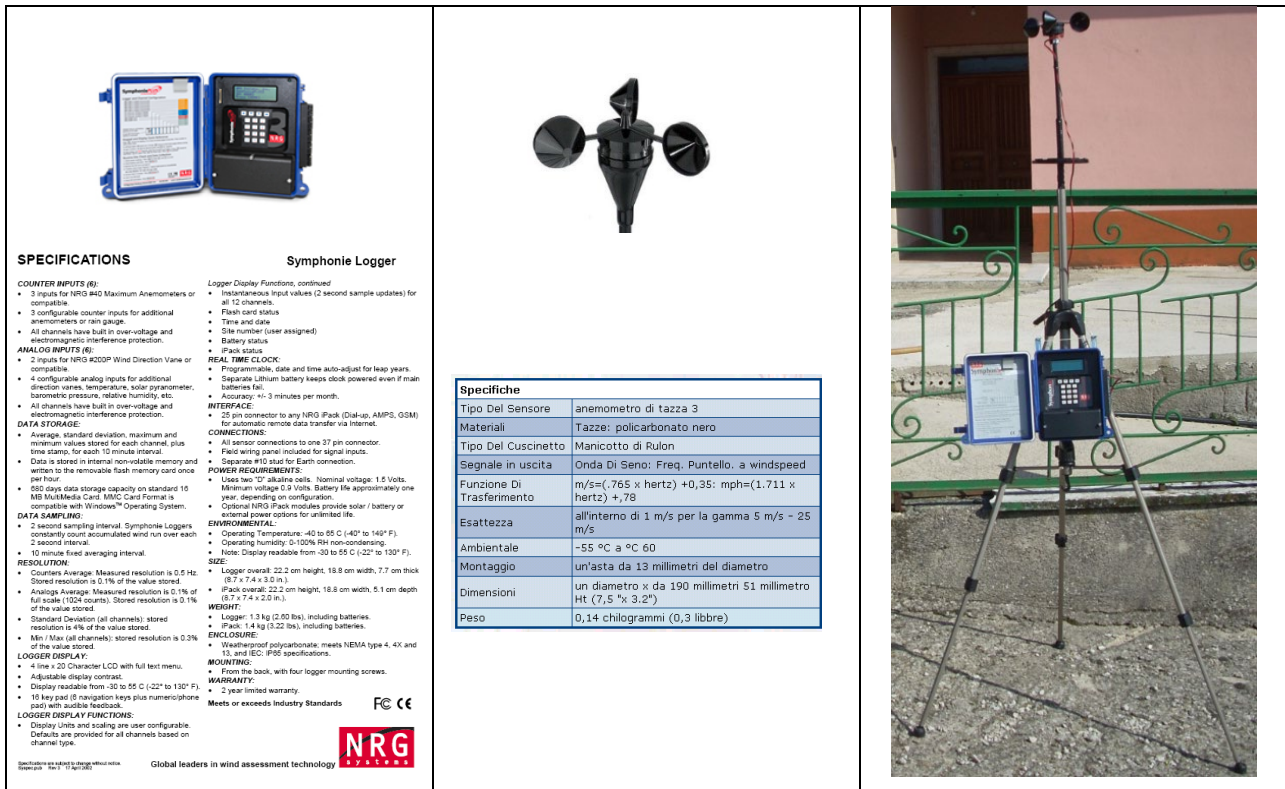 SymphoniePLUS
NRG
SPECIFICATIONS
Symphonie Logger
COUNTER INPUTS (6):
• 3 inputs for NRG #40 Maximum Anemometers or
compatible.
• 3 configurable counter inputs for additional
anemometers or rain gauge.
• All channels have built in over-voltage and
electromagnetic interference protection.
ANALOG INPUTS (6):
• 2 inputs for NRG #200P Wind Direction Vane or
compatible.
• 4 configurable analog inputs for additional
direction vanes, temperature, solar pyranometer,
barometric pressure, relative humidity, etc.
• All channels have built in over-voltage and
electromagnetic interference protection.
DATA STORAGE:
• Average, standard deviation, maximum and
minimum values stored for each channel, plus
time stamp, for each 10 minute interval.
• Data is stored in internal non-volatile memory and
written to the removable flash memory card once
per hour.
• 680 days data storage capacity on standard 16
MB MultiMedia Card. MMC Card Format is
compatible with Windows™ Operating System.
DATA SAMPLING:
• 2 second sampling interval. Symphonie Loggers
constantly count accumulated wind run over each
2 second interval.
• 10 minute fixed averaging interval.
RESOLUTION:
• Counters Average: Measured resolution is 0.5 Hz.
Stored resolution is 0.1% of the value stored.
• Analogs Average: Measured resolution is 0.1% of
full scale (1024 counts). Stored resolution is 0.1%
of the value stored.
• Standard Deviation (all channels): stored
resolution is 4% of the value stored.
• Min / Max (all channels): stored resolution is 0.3%
of the value stored.
LOGGER DISPLAY:
• 4 line x 20 Character LCD with full text menu.
• Adjustable display contrast.
• Display readable from -30 to 55 C (-22° to 130° F).
• 16 key pad (6 navigation keys plus numeric/phone
pad) with audible feedback.
LOGGER DISPLAY FUNCTIONS:
• Display Units and scaling are user configurable.
Defaults are provided for all channels based on
channel type.
Logger Display Functions, continued
• Instantaneous Input values (2 second sample updates) for
all 12 channels.
• Flash card status
• Time and date
• Site number (user assigned)
• Battery status
• iPack status
REAL TIME CLOCK:
• Programmable, date and time auto-adjust for leap years.
• Separate Lithium battery keeps clock powered even if main
batteries fail.
• Accuracy: +/- 3 minutes per month.
INTERFACE:
• 25 pin connector to any NRG iPack (Dial-up, AMPS, GSM)
for automatic remote data transfer via Internet.
CONNECTIONS:
• All sensor connections to one 37 pin connector.
• Field wiring panel included for signal inputs.
• Separate #10 stud for Earth connection.
POWER REQUIREMENTS:
• Uses two "D" alkaline cells. Nominal voltage: 1.5 Volts.
Minimum voltage 0.9 Volts. Battery life approximately one
year, depending on configuration.
• Optional NRG iPack modules provide solar / battery or
external power options for unlimited life.
ENVIRONMENTAL:
• Operating Temperature: -40 to 65 C (-40° to 149° F).
• Operating humidity: 0-100% RH non-condensing.
• Note: Display readable from -30 to 55 C (-22° to 130° F).
SIZE:
• Logger overall: 22.2 cm height, 18.8 cm width, 7.7 cm thick
(8.7 x 7.4 x 3.0 in.).
• iPack overall: 22.2 cm height, 18.8 cm width, 5.1 cm depth
(8.7 x 7.4 x 2.0 in.).
WEIGHT:
• Logger: 1.3 kg (2.60 lbs), including batteries.
• iPack: 1.4 kg (3.22 lbs), including batteries.
ENCLOSURE:
• Weatherproof polycarbonate; meets NEMA type 4, 4X and
13, and IEC: IP65 specifications.
MOUNTING:
• From the back, with four logger mounting screws.
WARRANTY:
• 2 year limited warranty.
Meets or exceeds Industry Standards
FC CE
Specifications are subject to change without notice.
Syspec.pub Rev 3 17 April 2002
Global leaders in wind assessment technology
NRG
systems
Specifiche
Tipo Del Sensore anemometro di tazza 3
Materiali Tazze: policarbonato nero
Tipo Del Cuscinetto Manicotto di Rulon
Segnale in uscita Onda Di Seno: Freq. Puntello. a windspeed
Funzione Di
Trasferimento m/s=(.765 x hertz) +0,35: mph=(1.711 x
hertz) +,78
Esattezza all'interno di 1 m/s per la gamma 5 m/s - 25
m/s
Ambientale -55 °C a °C 60
Montaggio un'asta da 13 millimetri del diametro
Dimensioni un diametro x da 190 millimetri 51 millimetro
Ht (7,5 "x 3.2")
Peso 0,14 chilogrammi (0,3 libbre)
Symphonie